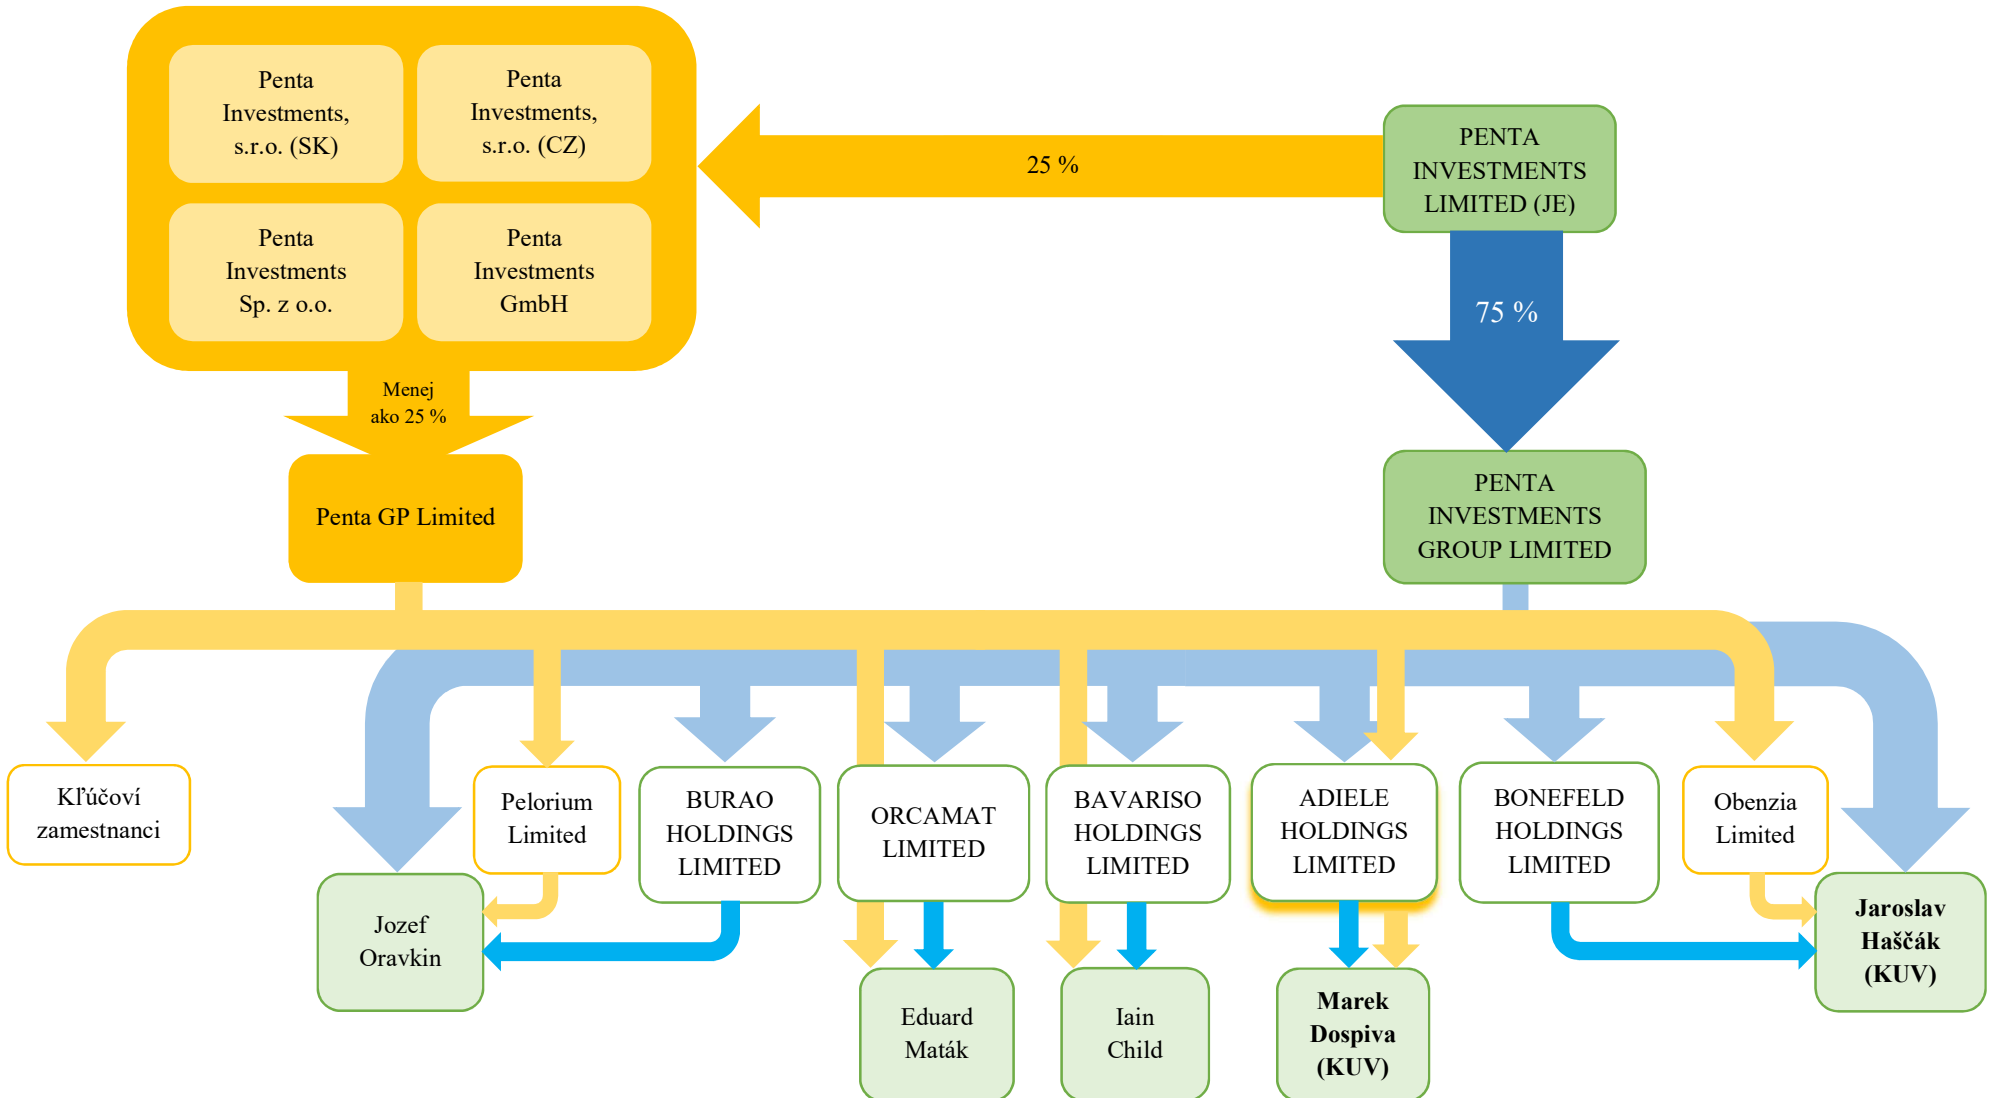 Penta
Investments,
s.r.o. (SK)
Penta
Investments,
s.r.o. (CZ)
Penta
Investments
Sp. z o.o.
Penta
Investments
GmbH
25 %
PENTA
INVESTMENTS
LIMITED (JE)
75 %
Menej
ako 25 %
Penta GP Limited
PENTA
INVESTMENTS
GROUP LIMITED
Kľúčoví
zamestnanci
Pelorium
Limited
BURAO
HOLDINGS
LIMITED
ORCAMAT
LIMITED
BAVARISO
HOLDINGS
LIMITED
ADIELE
HOLDINGS
LIMITED
BONEFELD
HOLDINGS
LIMITED
Obenzia
Limited
Jozef
Oravkin
Eduard
Maták
Iain
Child
Marek
Dospiva
(KUV)
Jaroslav
Haščák
(KUV)